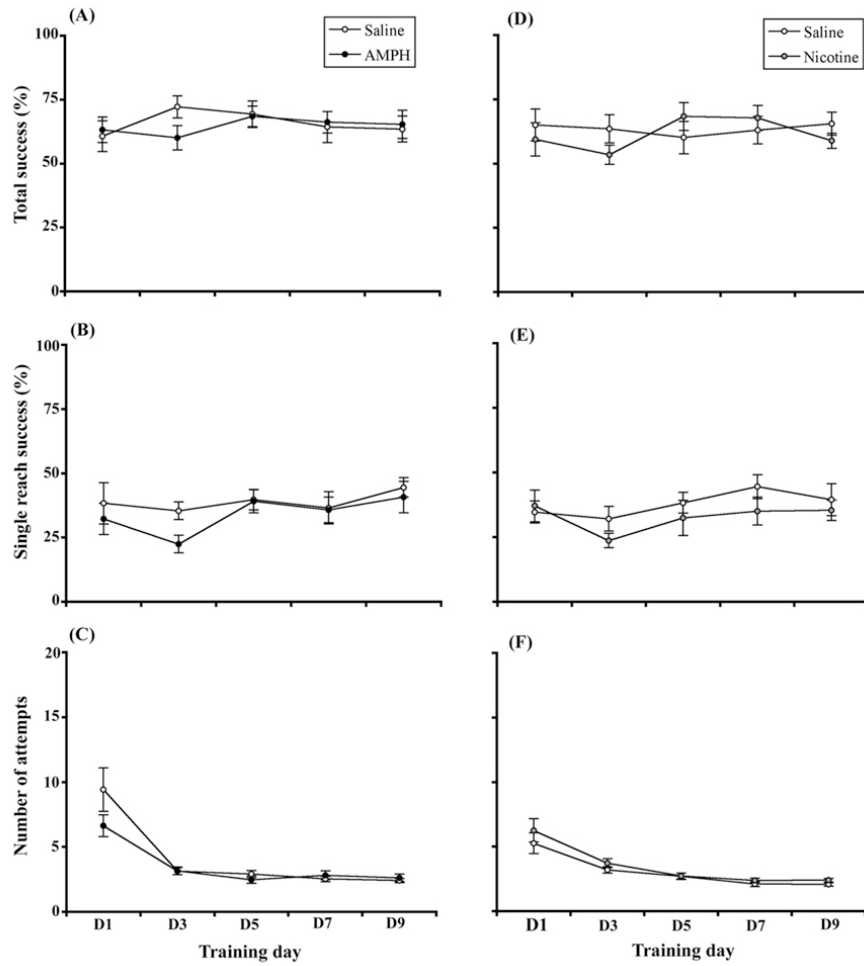 (A)
Saline
AMPH
Total success (%)
100
75
50
25
0
(D)
Saline
Nicotine
(B)
Single reach success (%)
100
75
50
25
0
(E)
(C)
Number of attempts
20
15
10
5
0
D1 D3 D5 D7 D9
Training day
(F)
D1 D3 D5 D7 D9
Training day